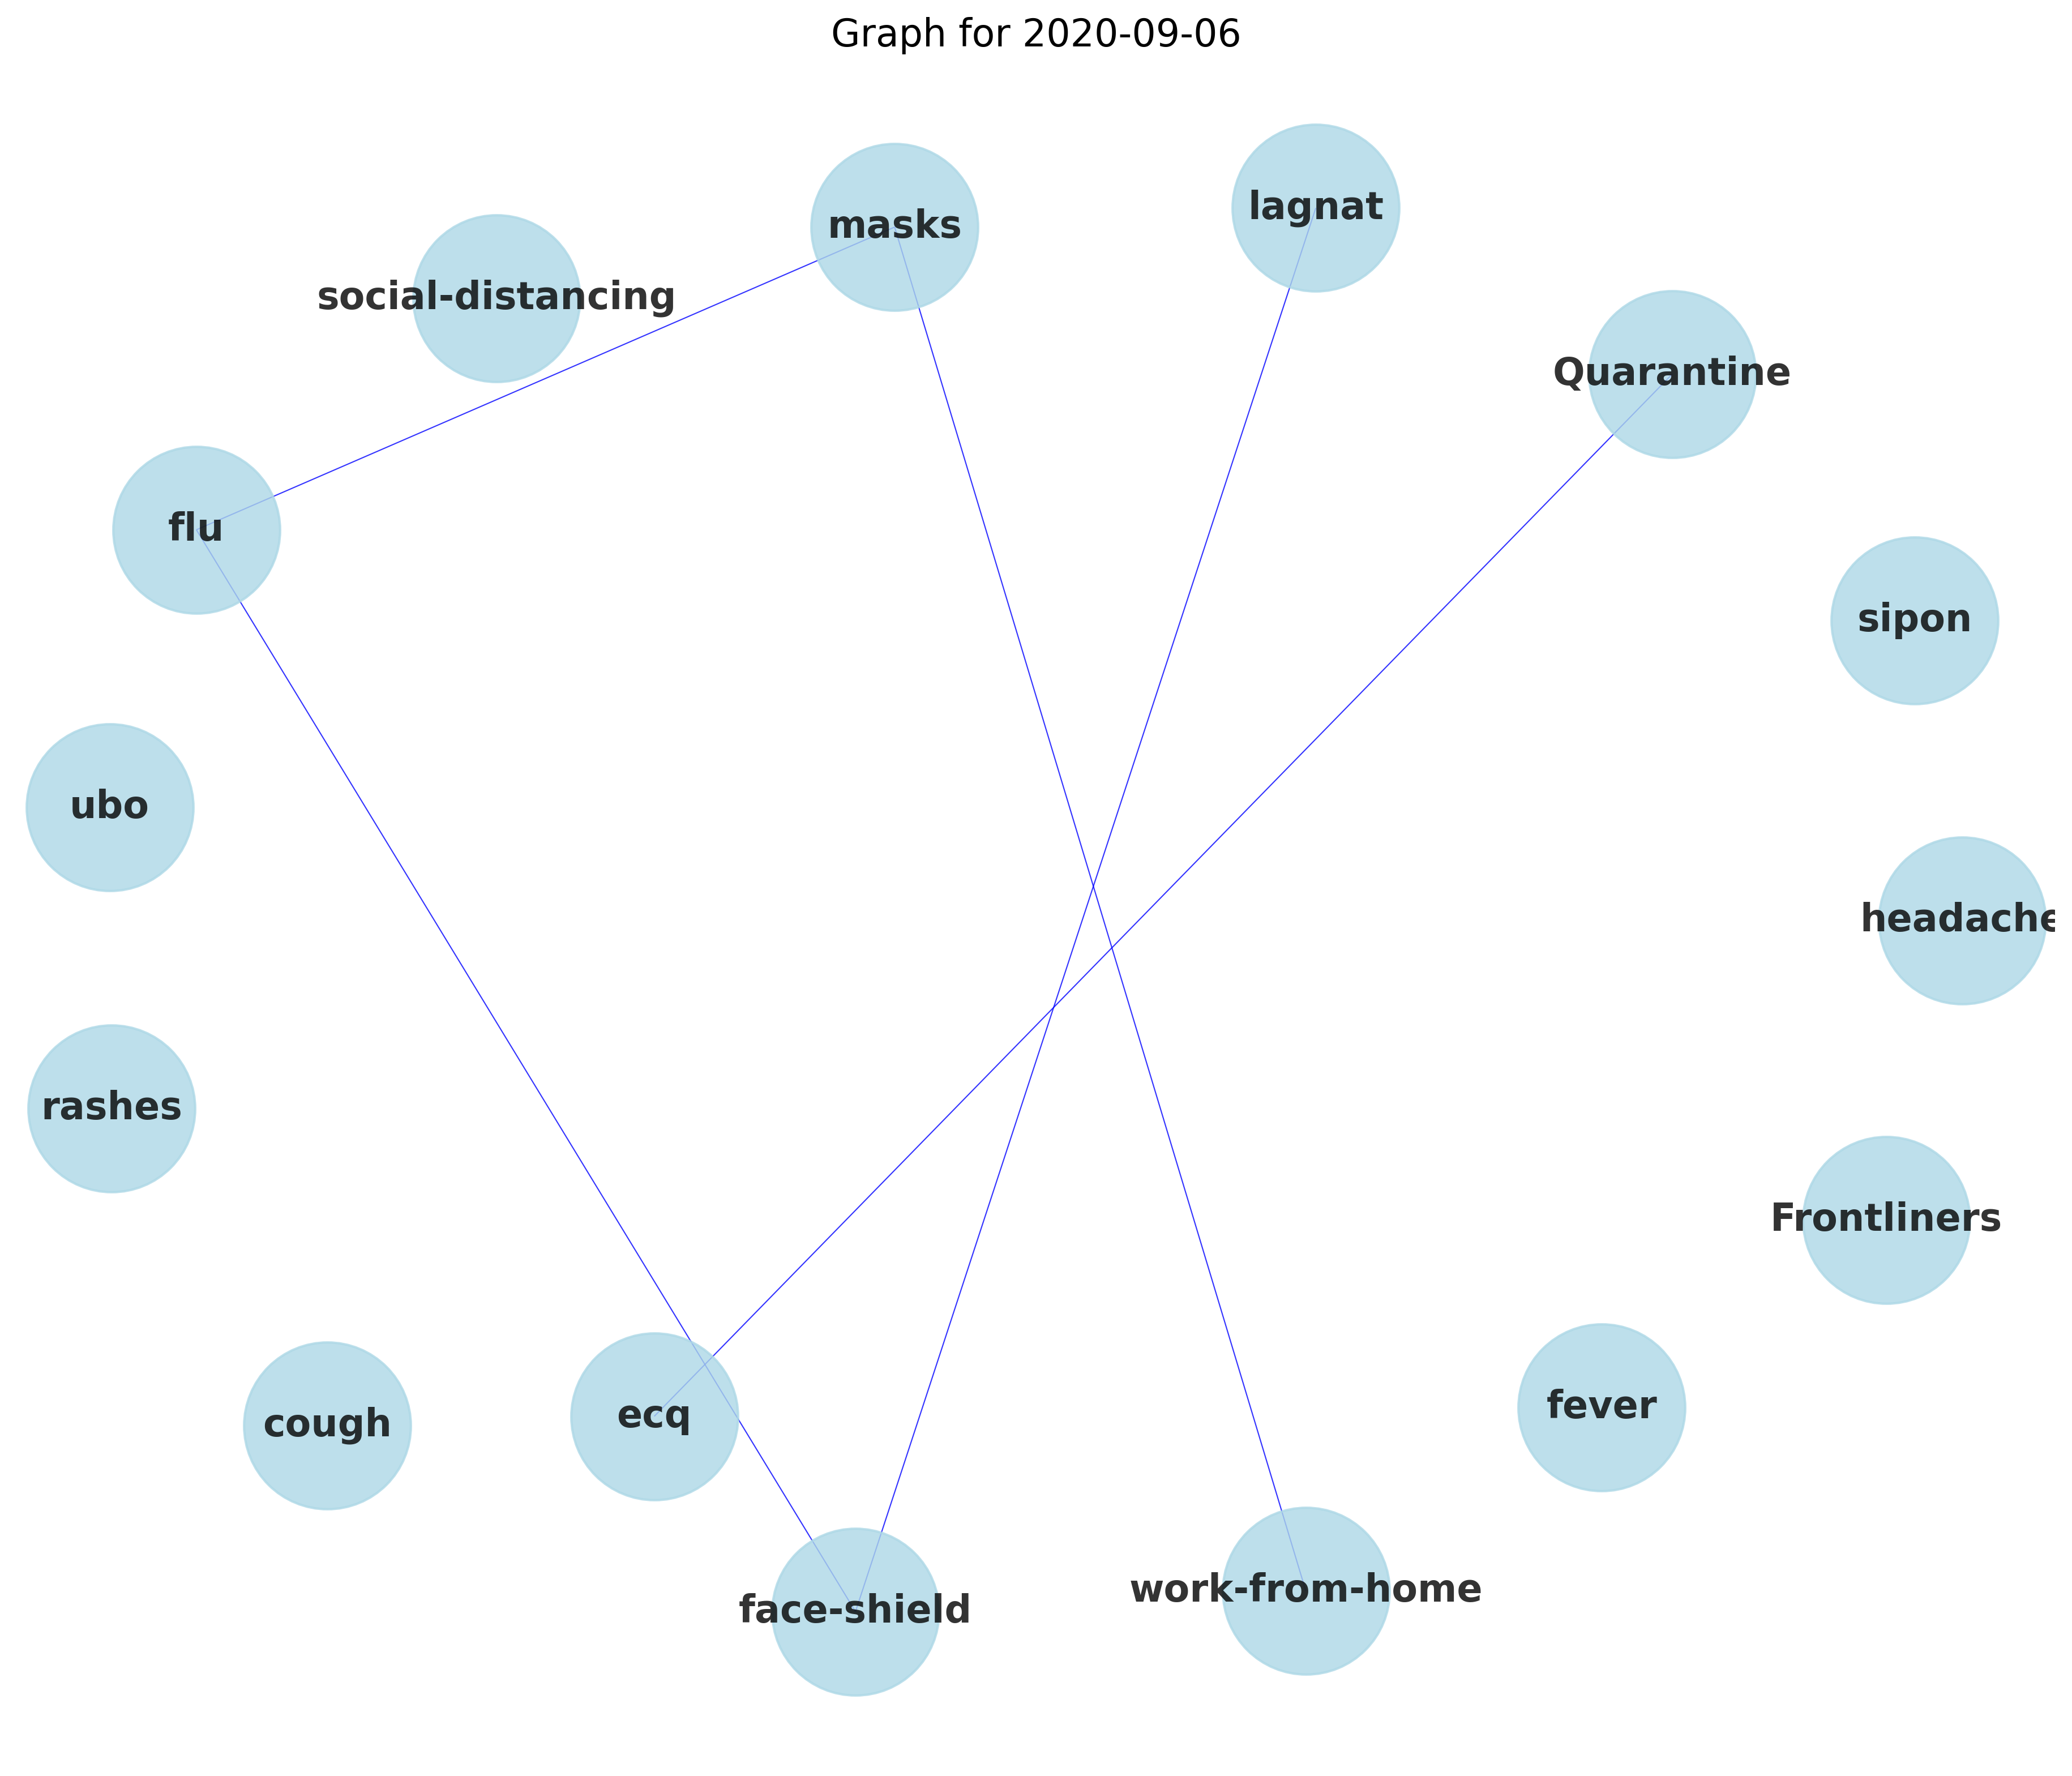 Graph for 2020-09-06
lagnat
masks
social-distancing
Quarantine
flu
sipon
ubo
headache
rashes
Frontliners
fever
ecq
cough
work-from-home
face-shield